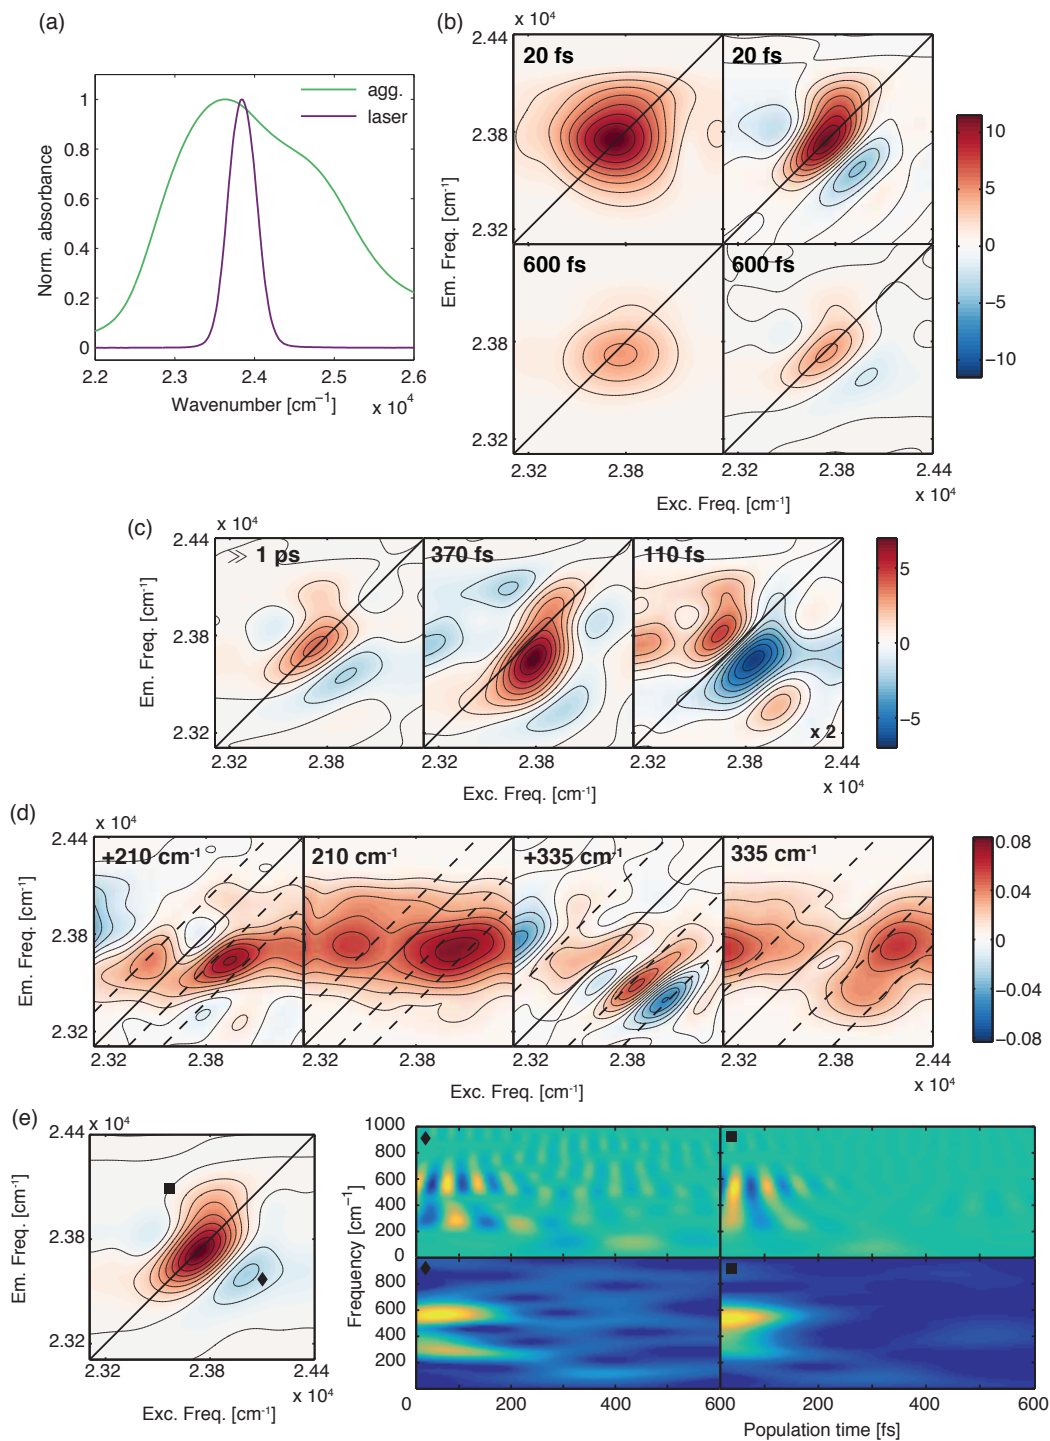 (a)
agg.
laser
1
0.8
0.6
0.4
0.2
0
Norm. absorbance
2.2 2.3 2.4 2.5 2.6
Wavenumber [cm⁻¹] x 10⁴
(b)
x 10⁴
2.44
2.38
2.32
2.38
2.32
Em. Freq. [cm⁻¹]
20 fs 20 fs
600 fs 600 fs
2.32 2.38 2.32 2.38 2.44
Exc. Freq. [cm⁻¹] x 10⁴
10
5
0
−5
−10
(c)
x 10⁴
2.44
2.38
2.32
Em. Freq. [cm⁻¹]
≫ 1 ps 370 fs 110 fs
x 2
2.32 2.38 2.32 2.38 2.32 2.38 2.44
Exc. Freq. [cm⁻¹] x 10⁴
5
0
−5
(d)
x 10⁴
2.44
2.38
2.32
Em. Freq. [cm⁻¹]
+210 cm⁻¹ 210 cm⁻¹ +335 cm⁻¹ 335 cm⁻¹
2.32 2.38 2.32 2.38 2.32 2.38 2.32 2.38 2.44
Exc. Freq. [cm⁻¹] x 10⁴
0.08
0.04
0
−0.04
−0.08
(e)
x 10⁴
2.44
2.38
2.32
Em. Freq. [cm⁻¹]
2.32 2.38 2.44
x 10⁴
Exc. Freq. [cm⁻¹]
1000
800
600
400
200
0
800
600
400
200
Frequency [cm⁻¹]
0 200 400 600 200 400 600
Population time [fs]